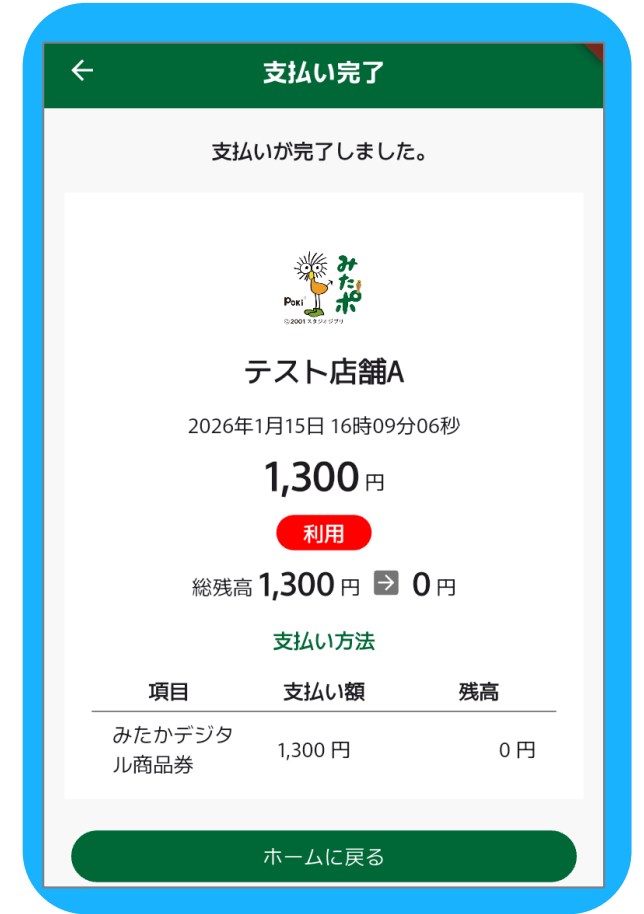 支払い完了
支払いが完了しました。
みたポ
Poki
©2001 スタジオジブリ
テスト店舗A
2026年1月15日 16時09分06秒
1,300 円
利用
総残高 1,300 円 → 0 円
支払い方法
項目 支払い額 残高
みたかデジタ
ル商品券 1,300 円 0 円
ホームに戻る